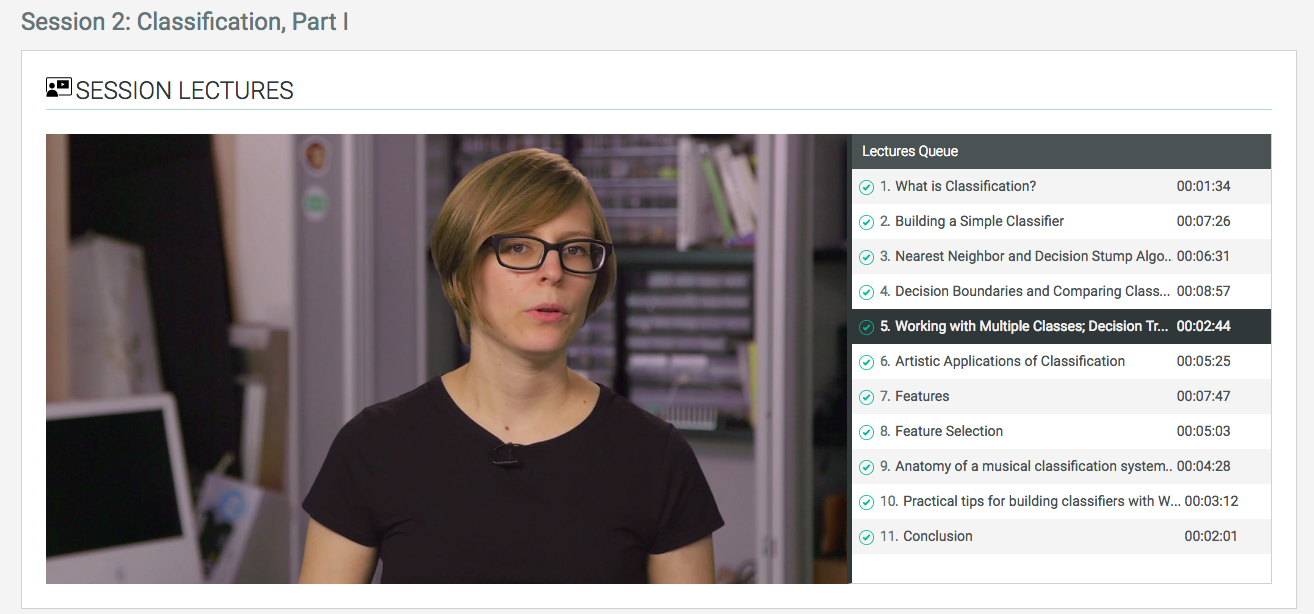 Session 2: Classification, Part I
SESSION LECTURES
Lectures Queue
1. What is Classification? 00:01:34
2. Building a Simple Classifier 00:07:26
3. Nearest Neighbor and Decision Stump Algo.. 00:06:31
4. Decision Boundaries and Comparing Class... 00:08:57
5. Working with Multiple Classes; Decision Tr... 00:02:44
6. Artistic Applications of Classification 00:05:25
7. Features 00:07:47
8. Feature Selection 00:05:03
9. Anatomy of a musical classification system.. 00:04:28
10. Practical tips for building classifiers with W... 00:03:12
11. Conclusion 00:02:01